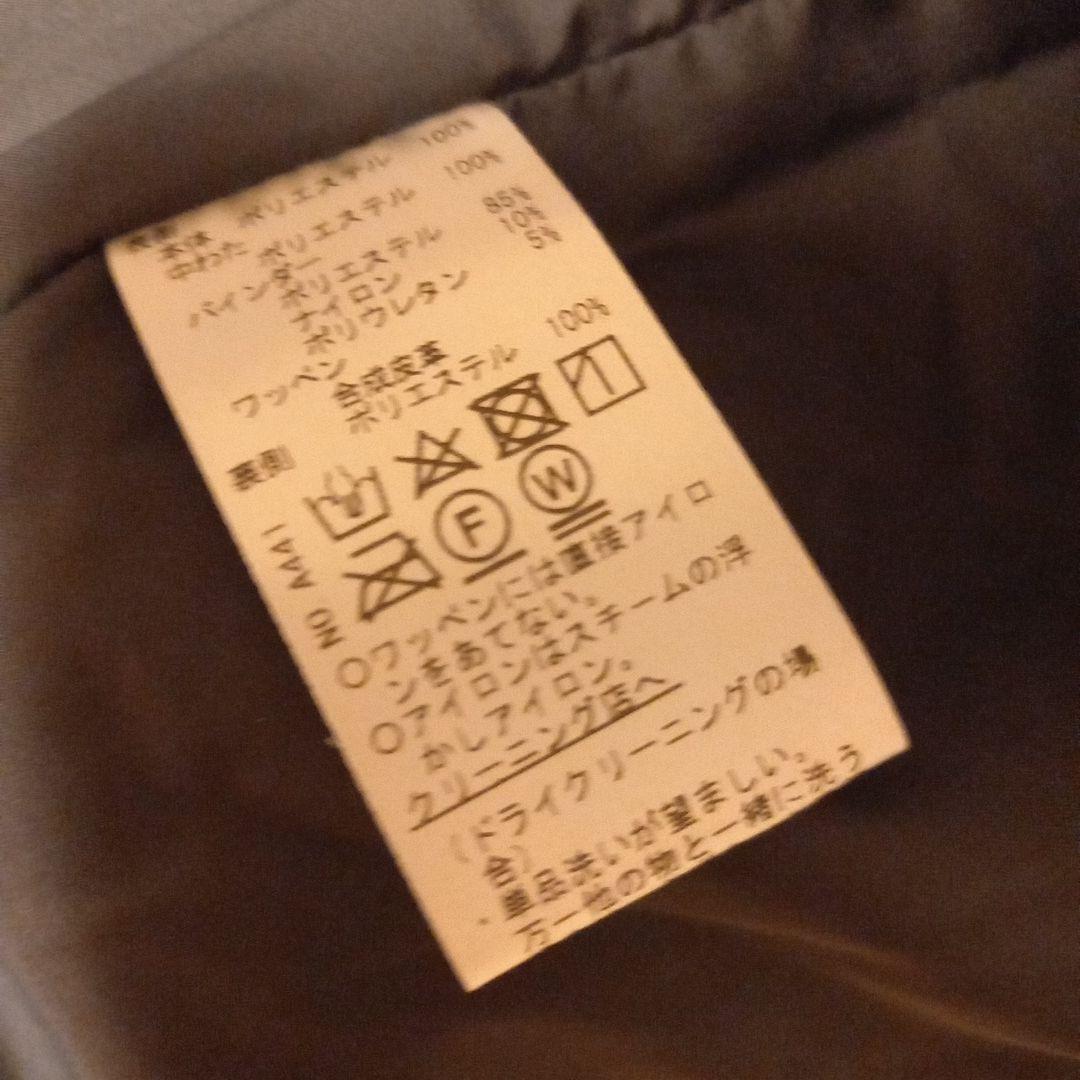 本体 ポリエステル 100%
中わた ポリエステル 100%
バインダー
ポリエステル 85%
ナイロン 10%
ポリウレタン 5%
ワッペン
合成皮革
ポリエステル 100%
裏側
NO A441
F
W
○ワッペンには直接アイロ
ンをあてない。
○アイロンはスチームの浮
かしアイロン。
クリーニング店へ
(ドライクリーニングの場
合)
・単品洗いが望ましい。
万一他の物と一緒に洗う